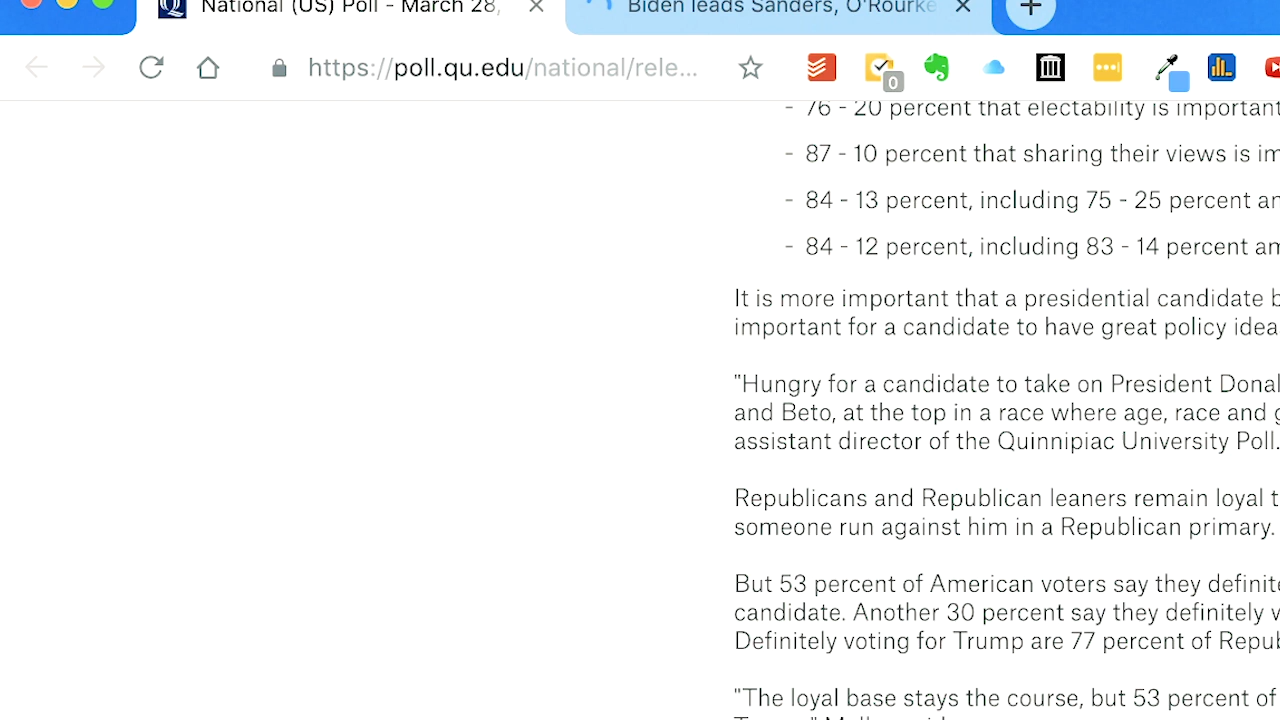 National (US) Poll - March 28,
Biden leads Sanders, O'Rourke
https://poll.qu.edu/national/rele...
0
- 76 - 20 percent that electability is important
- 87 - 10 percent that sharing their views is im
- 84 - 13 percent, including 75 - 25 percent an
- 84 - 12 percent, including 83 - 14 percent am
It is more important that a presidential candidate b
important for a candidate to have great policy idea
"Hungry for a candidate to take on President Donal
and Beto, at the top in a race where age, race and g
assistant director of the Quinnipiac University Poll.
Republicans and Republican leaners remain loyal t
someone run against him in a Republican primary.
But 53 percent of American voters say they definite
candidate. Another 30 percent say they definitely v
Definitely voting for Trump are 77 percent of Repub
"The loyal base stays the course, but 53 percent of